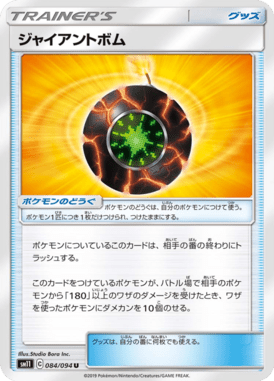 TRAINER'S グッズ
ジャイアントボム
ポケモンのどうぐ
ポケモンのどうぐは、自分のポケモンにつけて使う。
ポケモン1匹につき1枚だけつけられ、つけたままにする。
ポケモンについているこのカードは、相手の番の終わりに
トラッシュする。
このカードをつけているポケモンが、バトル場で相手のポケ
モンから「180」以上のワザのダメージを受けたとき、ワザ
を使ったポケモンにダメカンを10個のせる。
グッズは、自分の番に何枚でも使える。
Illus.Studio Bora Inc.
sm11 C 084/094 U
©2019 Pokémon/Nintendo/Creatures/GAME FREAK.